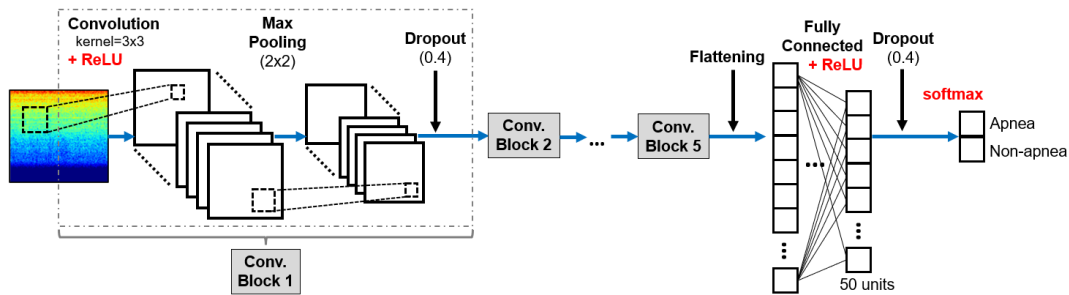 Convolution
kernel=3x3
+ ReLU
Max
Pooling
(2x2)
Dropout
(0.4)
Conv.
Block 1
Conv.
Block 2
...
Conv.
Block 5
Flattening
Fully
Connected
+ ReLU
...
50 units
Dropout
(0.4)
softmax
Apnea
Non-apnea